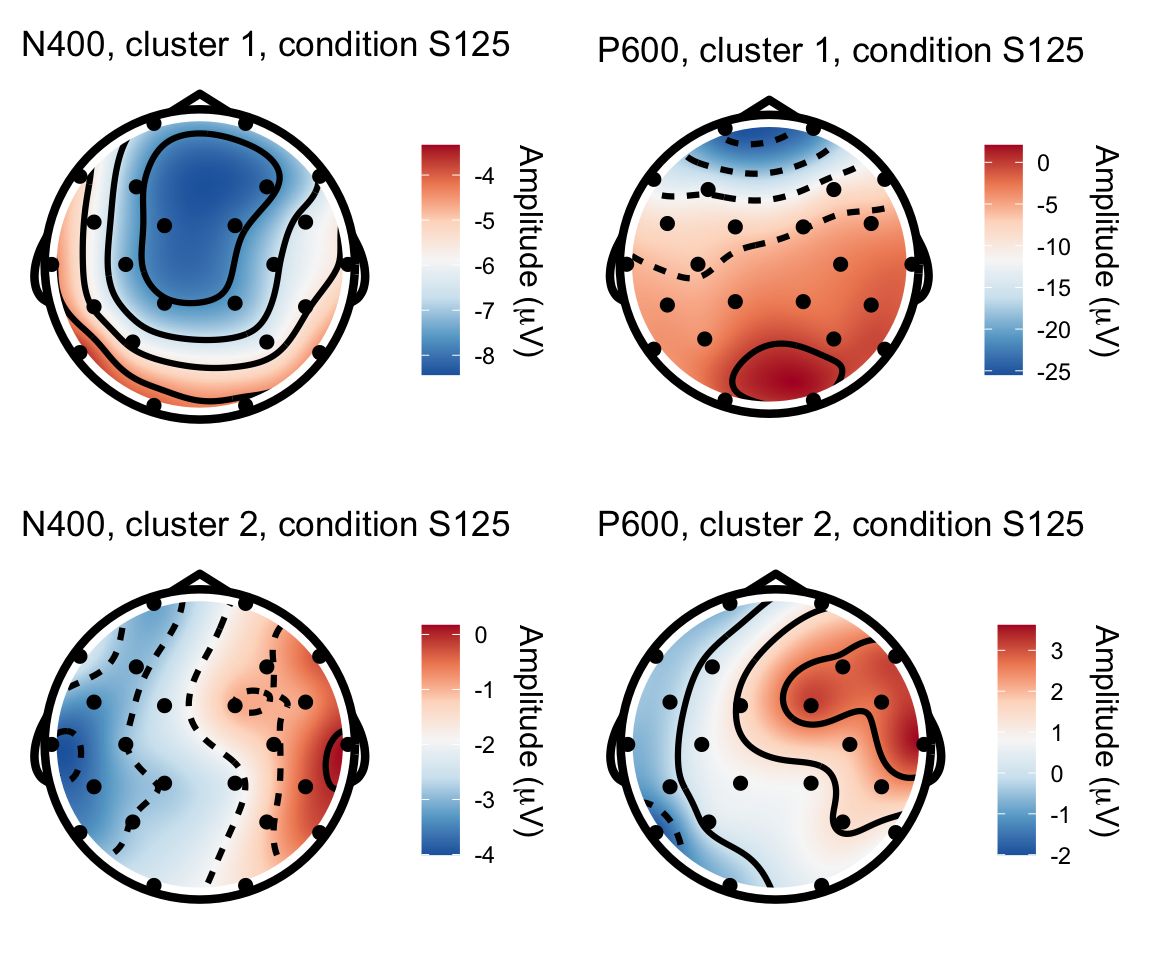 N400, cluster 1, condition S125
-4
-5
-6
-7
-8
Amplitude (μV)
P600, cluster 1, condition S125
0
-5
-10
-15
-20
-25
Amplitude (μV)
N400, cluster 2, condition S125
0
-1
-2
-3
-4
Amplitude (μV)
P600, cluster 2, condition S125
3
2
1
0
-1
-2
Amplitude (μV)